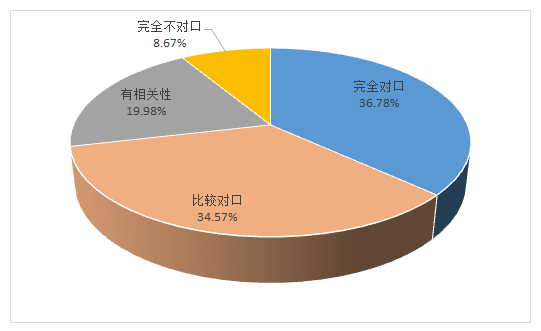 完全不对口
8.67%
完全对口
36.78%
有相关性
19.98%
比较对口
34.57%